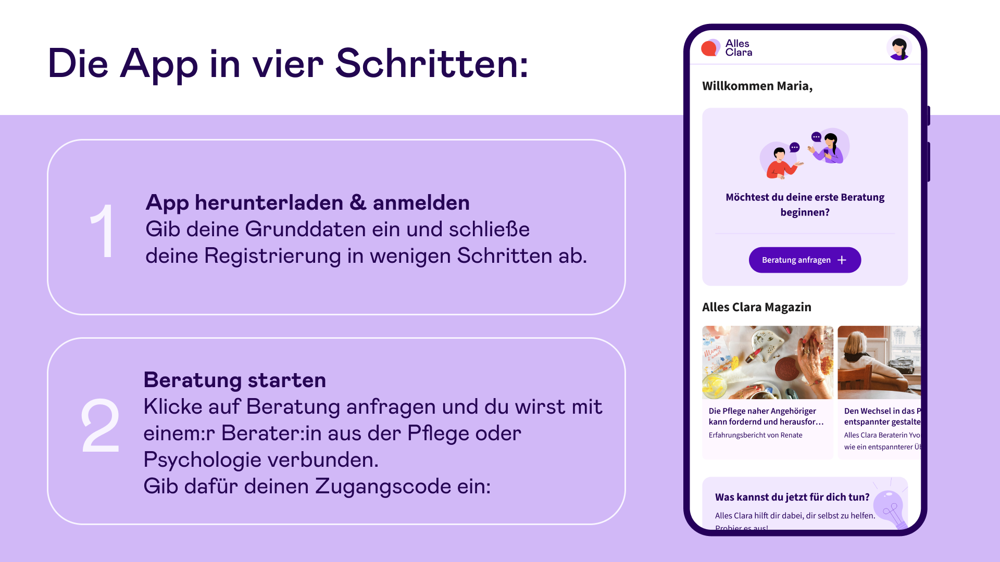 Die App in vier Schritten:
1
App herunterladen & anmelden
Gib deine Grunddaten ein und schließe
deine Registrierung in wenigen Schritten ab.
2
Beratung starten
Klicke auf Beratung anfragen und du wirst mit
einem:r Berater:in aus der Pflege oder
Psychologie verbunden.
Gib dafür deinen Zugangscode ein:
Alles
Clara
Willkommen Maria,
Möchtest du deine erste Beratung
beginnen?
Beratung anfragen +
Alles Clara Magazin
Mamie
d'amour
Die Pflege naher Angehöriger
kann fordernd und herausfor…
Erfahrungsbericht von Renate
Den Wechsel in das P
entspannter gestalte
Alles Clara Beraterin Yvo
wie ein entspannterer Üb
Was kannst du jetzt für dich tun?
Alles Clara hilft dir dabei, dir selbst zu helfen.
Probier es aus!